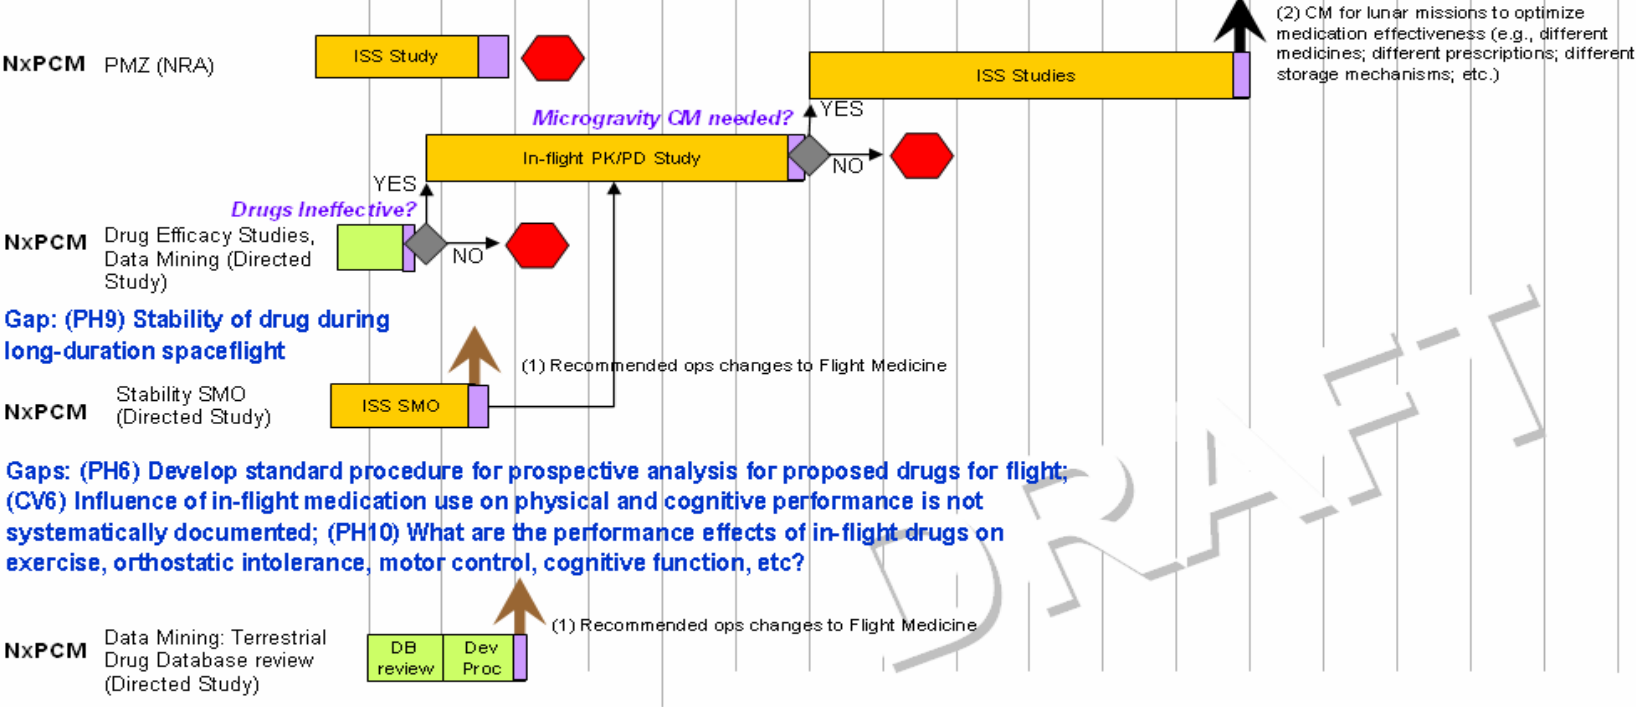 (2) CM for lunar missions to optimize
medication effectiveness (e.g., different
medicines; different prescriptions; different
storage mechanisms; etc.)
NxPCM PMZ (NRA)
ISS Study
ISS Studies
Microgravity CM needed?
YES
In-flight PK/PD Study
NO
YES
Drugs Ineffective?
NxPCM Drug Efficacy Studies,
Data Mining (Directed
Study)
NO
Gap: (PH9) Stability of drug during
long-duration spaceflight
(1) Recommended ops changes to Flight Medicine
NxPCM Stability SMO
(Directed Study)
ISS SMO
Gaps: (PH6) Develop standard procedure for prospective analysis for proposed drugs for flight;
(CV6) Influence of in-flight medication use on physical and cognitive performance is not
systematically documented; (PH10) What are the performance effects of in-flight drugs on
exercise, orthostatic intolerance, motor control, cognitive function, etc?
(1) Recommended ops changes to Flight Medicine
NxPCM Data Mining: Terrestrial
Drug Database review
(Directed Study)
DB
review
Dev
Proc
DRAFT